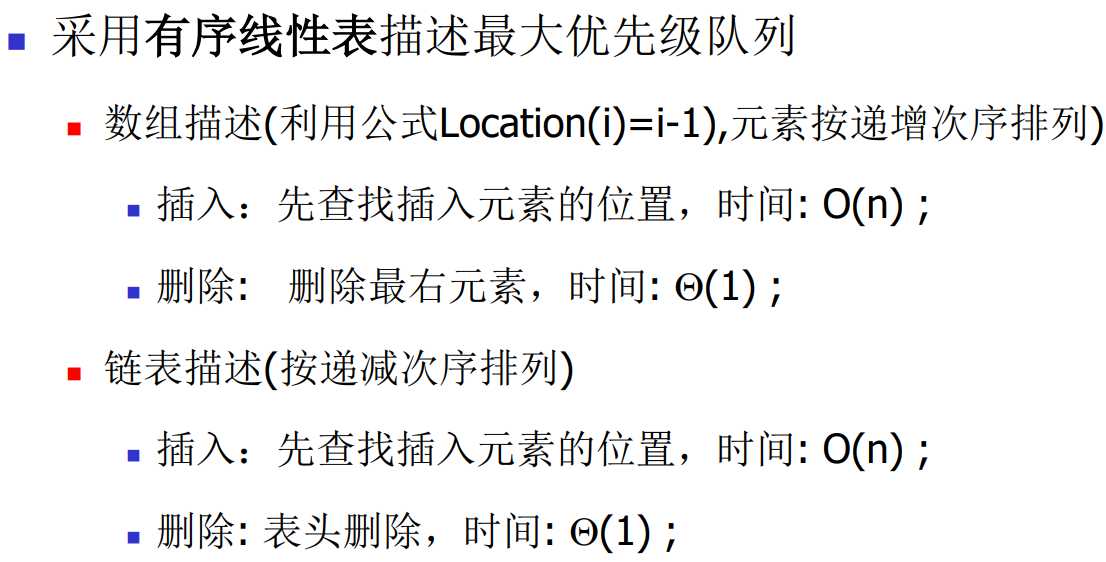 采用有序线性表描述最大优先级队列
数组描述(利用公式Location(i)=i-1),元素按递增次序排列)
插入：先查找插入元素的位置，时间: O(n) ;
删除: 删除最右元素，时间: Θ(1) ;
链表描述(按递减次序排列)
插入：先查找插入元素的位置，时间: O(n) ;
删除: 表头删除，时间: Θ(1) ;